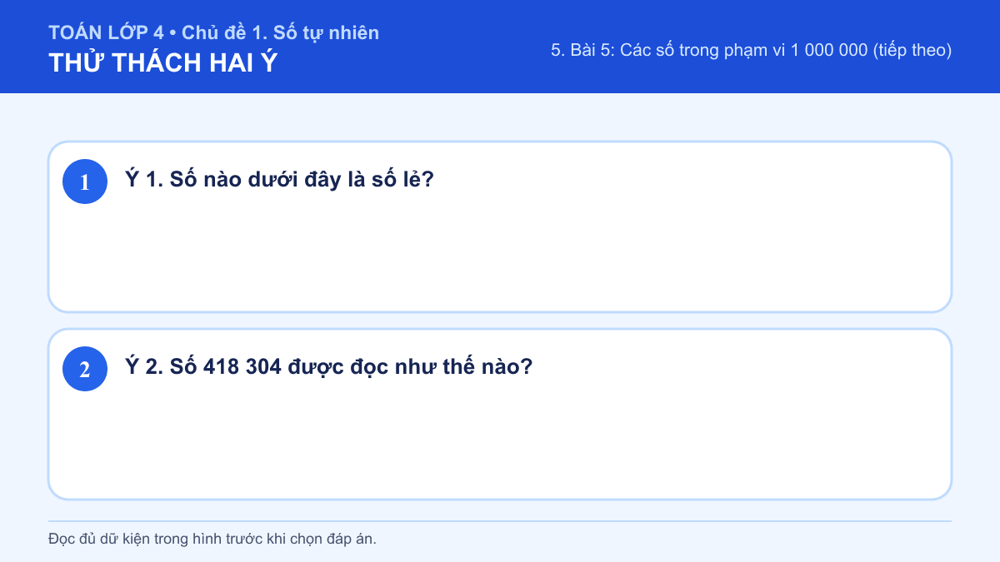 TOÁN LỚP 4 • Chủ đề 1. Số tự nhiên
THỬ THÁCH HAI Ý
5. Bài 5: Các số trong phạm vi 1 000 000 (tiếp theo)
1
Ý 1. Số nào dưới đây là số lẻ?
2
Ý 2. Số 418 304 được đọc như thế nào?
Đọc đủ dữ kiện trong hình trước khi chọn đáp án.